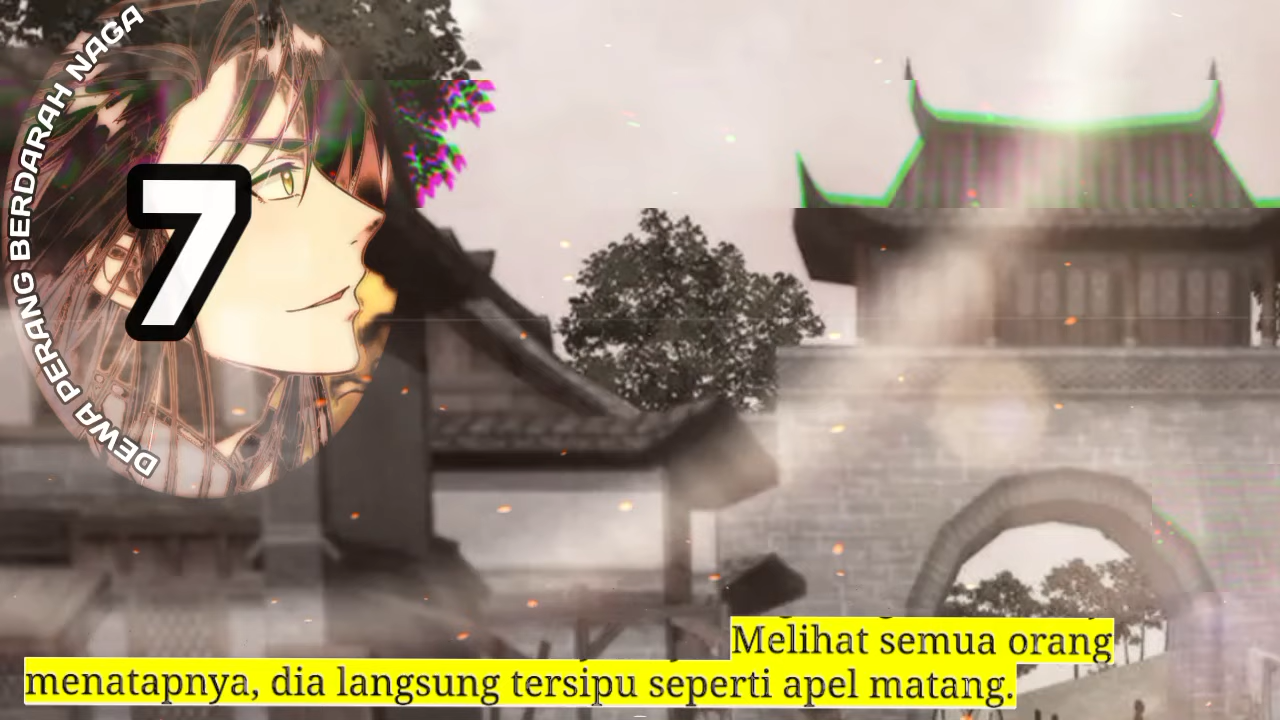 DEWA PERANG BERDARAH NAGA
7
Melihat semua orang
menatapnya, dia langsung tersipu seperti apel matang.